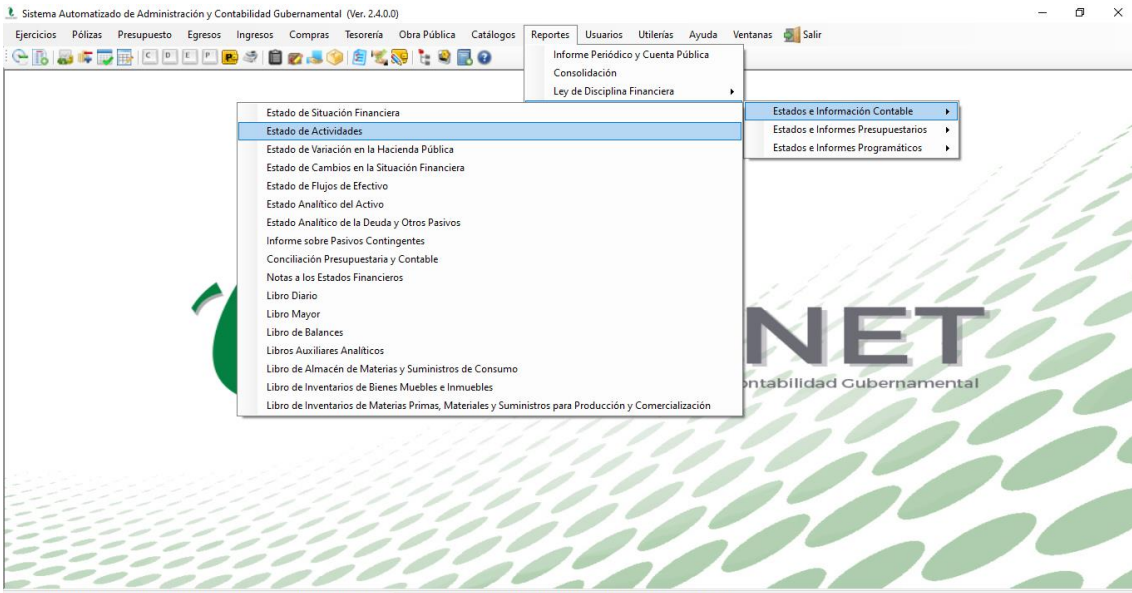 Sistema Automatizado de Administración y Contabilidad Gubernamental (Ver. 2.4.0.0)
Ejercicios Pólizas Presupuesto Egresos Ingresos Compras Tesorería Obra Pública Catálogos Reportes Usuarios Utilerías Ayuda Ventanas Salir
C D E P P
Informe Periódico y Cuenta Pública
Consolidación
Ley de Disciplina Financiera
Estados e Información Contable
Estados e Informes Presupuestarios
Estados e Informes Programáticos
Estado de Situación Financiera
Estado de Actividades
Estado de Variación en la Hacienda Pública
Estado de Cambios en la Situación Financiera
Estado de Flujos de Efectivo
Estado Analítico del Activo
Estado Analítico de la Deuda y Otros Pasivos
Informe sobre Pasivos Contingentes
Conciliación Presupuestaria y Contable
Notas a los Estados Financieros
Libro Diario
Libro Mayor
Libro de Balances
Libros Auxiliares Analíticos
Libro de Almacén de Materias y Suministros de Consumo
Libro de Inventarios de Bienes Muebles e Inmuebles
Libro de Inventarios de Materias Primas, Materiales y Suministros para Producción y Comercialización
NET
ontabilidad Gubernamental